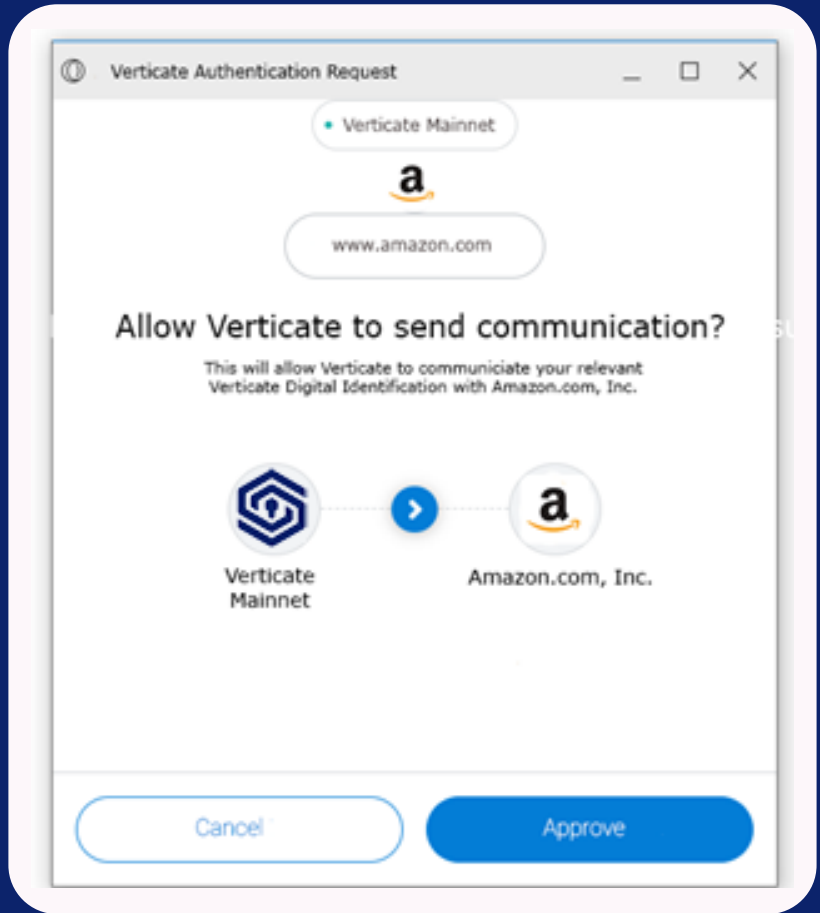 Verticate Authentication Request
Verticate Mainnet
a
www.amazon.com
Allow Verticate to send communication?
This will allow Verticate to communiciate your relevant
Verticate Digital Identification with Amazon.com, Inc.
a
Verticate
Mainnet
Amazon.com, Inc.
Cancel
Approve